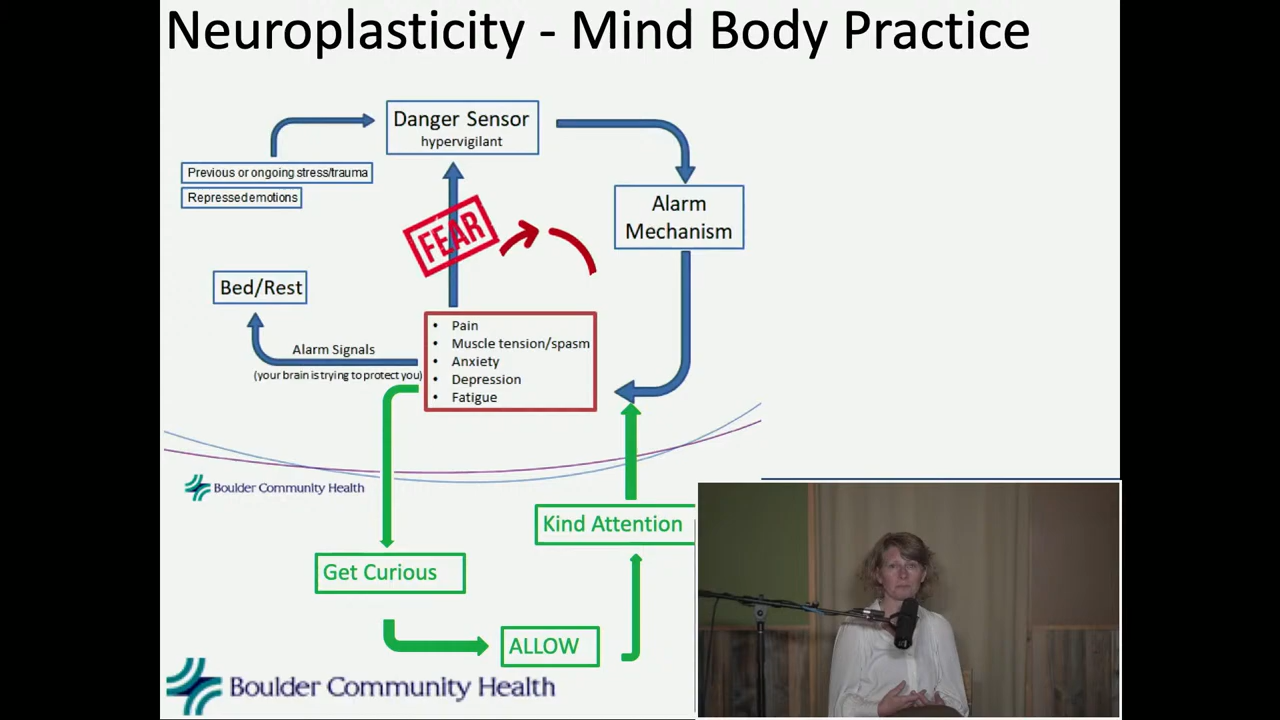 Neuroplasticity - Mind Body Practice
Danger Sensor
hypervigilant
Previous or ongoing stress/trauma
Repressed emotions
Alarm
Mechanism
FEAR
Bed/Rest
Alarm Signals
(your brain is trying to protect you)
• Pain
• Muscle tension/spasm
• Anxiety
• Depression
• Fatigue
Boulder Community Health
Kind Attention
Get Curious
ALLOW
Boulder Community Health